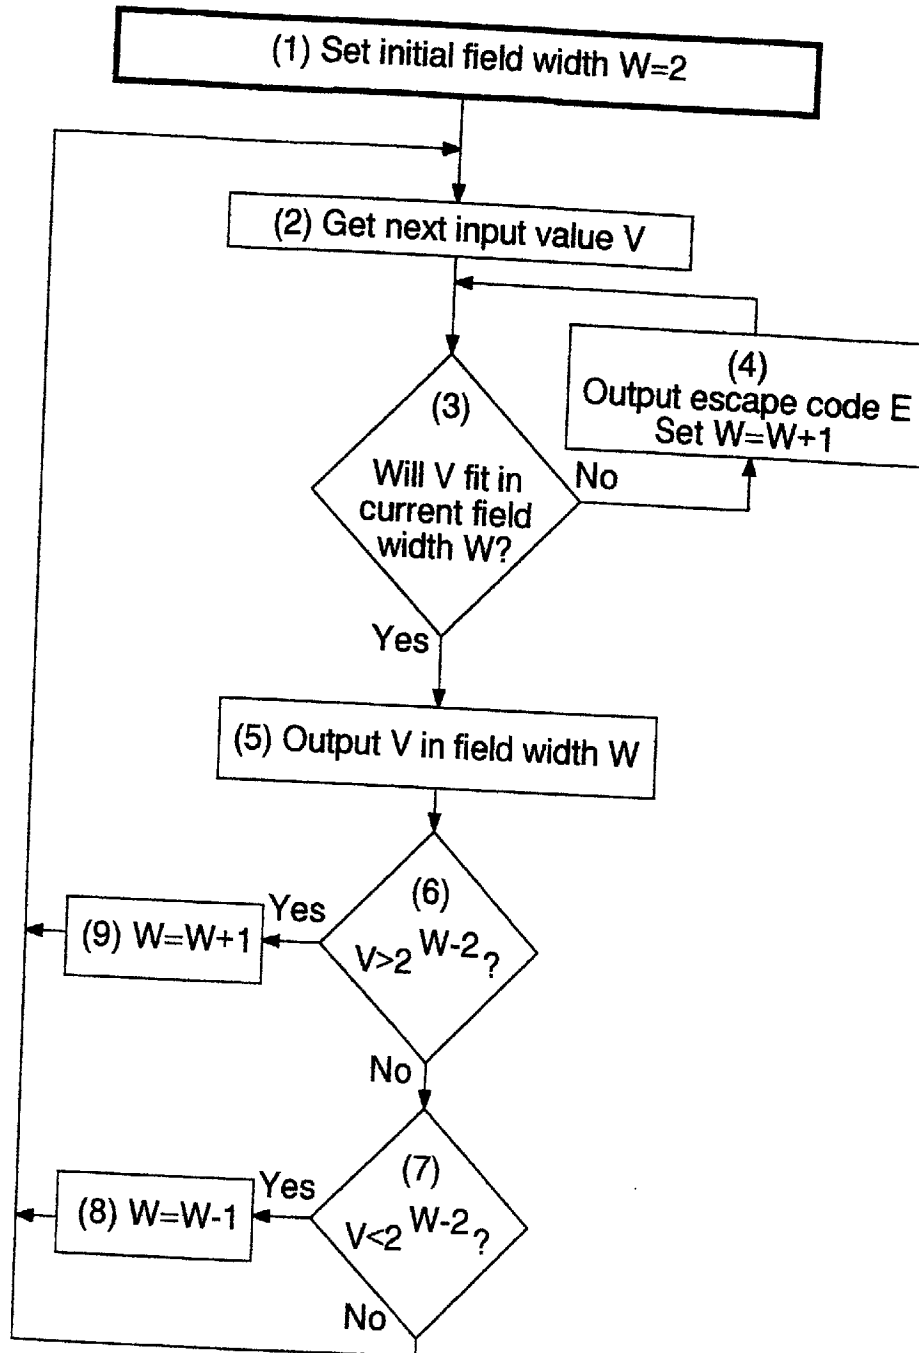 (1) Set initial field width W=2
(2) Get next input value V
(3)
Will V fit in
current field
width W?
No
(4)
Output escape code E
Set W=W+1
Yes
(5) Output V in field width W
(6)
V>2 W-2 ?
Yes
(9) W=W+1
No
(7)
V<2 W-2 ?
Yes
(8) W=W-1
No